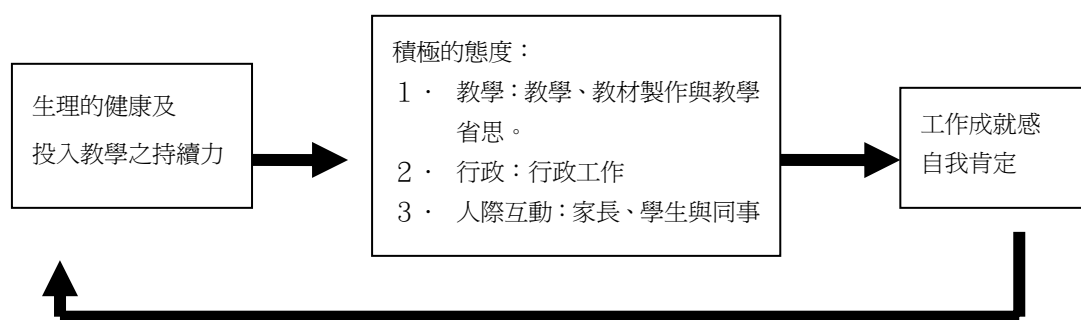 生理的健康及
投入教學之持續力
積極的態度：
１． 教學：教學、教材製作與教學
省思。
２． 行政：行政工作
３． 人際互動：家長、學生與同事
工作成就感
自我肯定